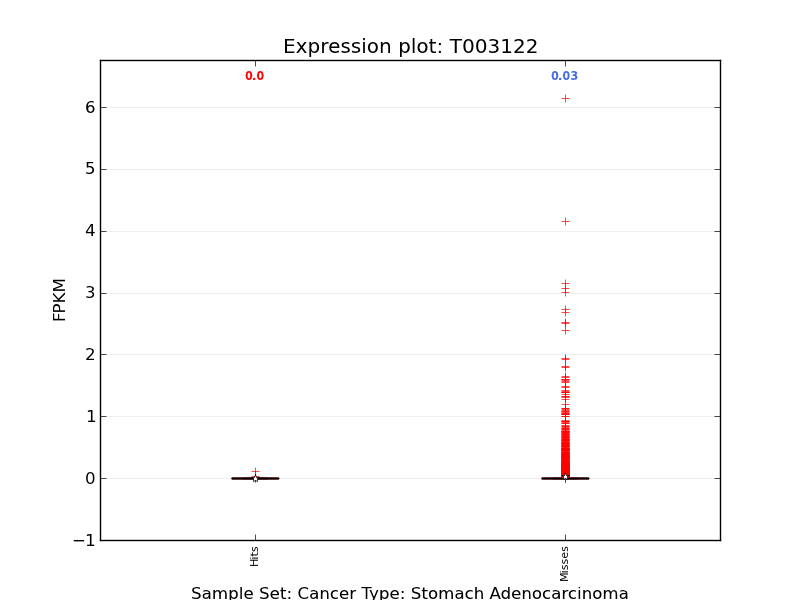 Expression plot: T003122
0.0
0.03
6
5
4
3
2
1
0
−1
FPKM
Hits
Misses
Sample Set: Cancer Type: Stomach Adenocarcinoma